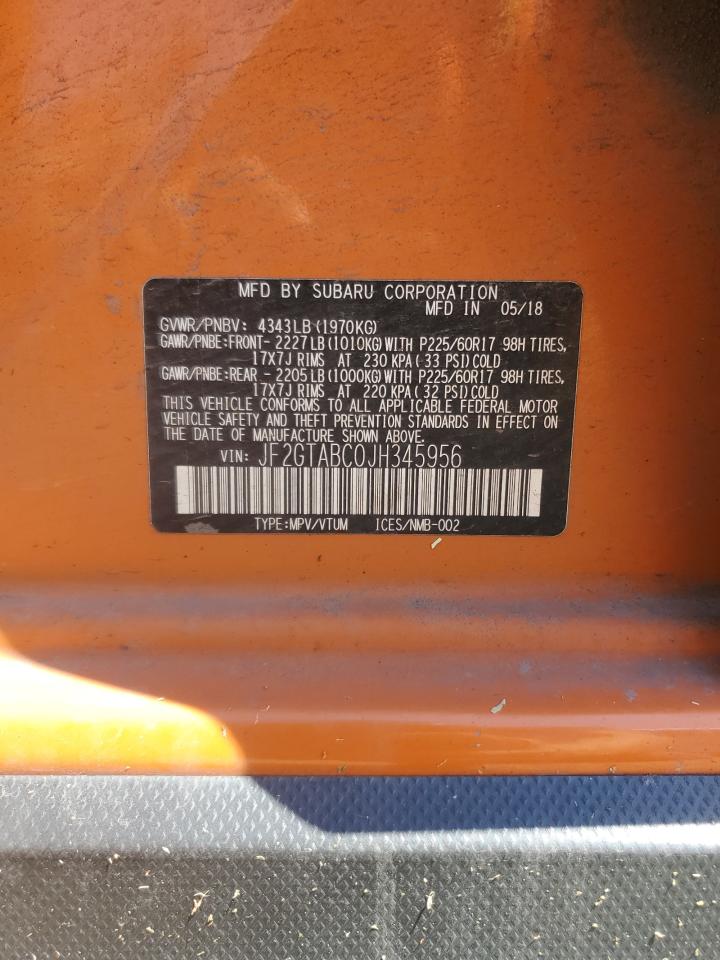 MFD BY SUBARU CORPORATION
MFD IN 05/18
GVWR/PNBV: 4343LB(1970KG)
GAWR/PNBE:FRONT- 2227LB(1010KG)WITH P225/60R17 98H TIRES,
17X7J RIMS AT 230 KPA( 33 PSI)COLD
GAWR/PNBE:REAR - 2205LB(1000KG)WITH P225/60R17 98H TIRES,
17X7J RIMS AT 220 KPA( 32 PSI)COLD
THIS VEHICLE CONFORMS TO ALL APPLICABLE FEDERAL MOTOR
VEHICLE SAFETY AND THEFT PREVENTION STANDARDS IN EFFECT ON
THE DATE OF MANUFACTURE SHOWN ABOVE.
VIN: JF2GTABC0JH345956
TYPE:MPV/VTUM ICES/NMB-002